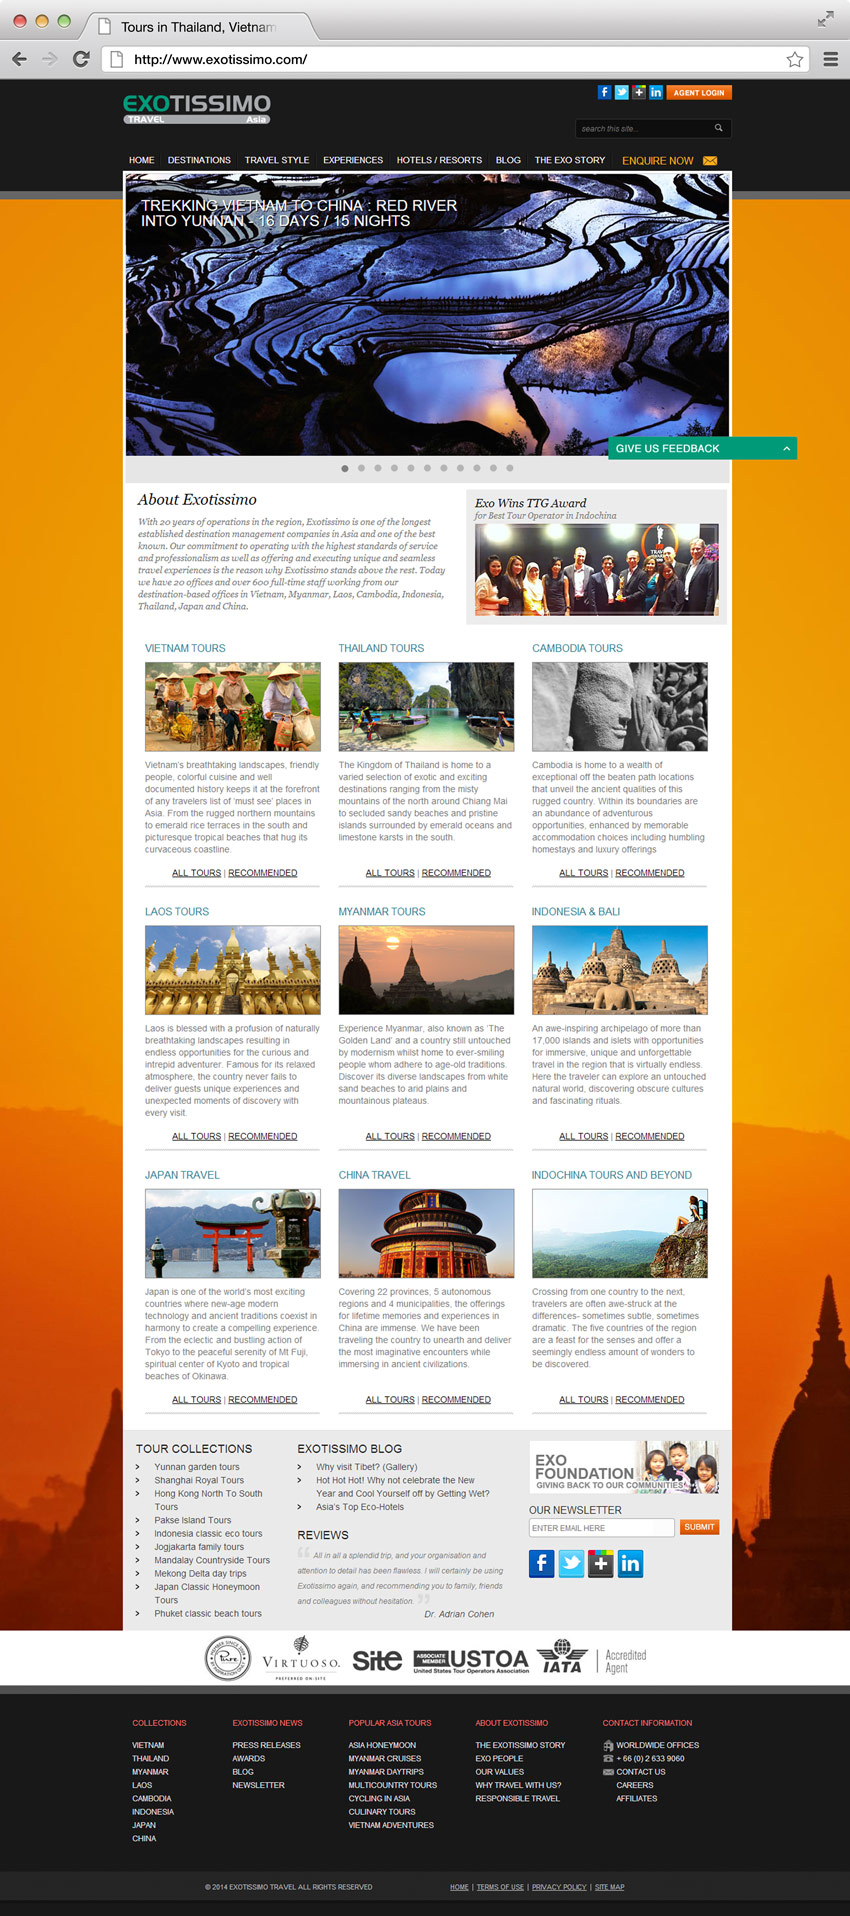 Tours in Thailand, Vietnam
http://www.exotissimo.com/
EXOTISSIMO
TRAVEL Asia
AGENT LOGIN
search this site...
HOME DESTINATIONS TRAVEL STYLE EXPERIENCES HOTELS / RESORTS BLOG THE EXO STORY ENQUIRE NOW
TREKKING VIETNAM TO CHINA : RED RIVER
INTO YUNNAN - 16 DAYS / 15 NIGHTS
GIVE US FEEDBACK
About Exotissimo
With 20 years of operations in the region, Exotissimo is one of the longest
established destination management companies in Asia and one of the best
known. Our commitment to operating with the highest standards of service
and professionalism as well as offering and executing unique and seamless
travel experiences is the reason why Exotissimo stands above the rest. Today
we have 20 offices and over 600 full-time staff working from our
destination-based offices in Vietnam, Myanmar, Laos, Cambodia, Indonesia,
Thailand, Japan and China.
Exo Wins TTG Award
for Best Tour Operator in Indochina
VIETNAM TOURS
Vietnam's breathtaking landscapes, friendly
people, colorful cuisine and well
documented history keeps it at the forefront
of any travelers list of 'must see' places in
Asia. From the rugged northern mountains
to emerald rice terraces in the south and
picturesque tropical beaches that hug its
curvaceous coastline.
ALL TOURS | RECOMMENDED
THAILAND TOURS
The Kingdom of Thailand is home to a
varied selection of exotic and exciting
destinations ranging from the misty
mountains of the north around Chiang Mai
to secluded sandy beaches and pristine
islands surrounded by emerald oceans and
limestone karsts in the south.
ALL TOURS | RECOMMENDED
CAMBODIA TOURS
Cambodia is home to a wealth of
exceptional off the beaten path locations
that unveil the ancient qualities of this
rugged country. Within its boundaries are
an abundance of adventurous
opportunities, enhanced by memorable
accommodation choices including humbling
homestays and luxury offerings
ALL TOURS | RECOMMENDED
LAOS TOURS
Laos is blessed with a profusion of naturally
breathtaking landscapes resulting in
endless opportunities for the curious and
intrepid adventurer. Famous for its relaxed
atmosphere, the country never fails to
deliver guests unique experiences and
unexpected moments of discovery with
every visit.
ALL TOURS | RECOMMENDED
MYANMAR TOURS
Experience Myanmar, also known as 'The
Golden Land' and a country still untouched
by modernism whilst home to ever-smiling
people whom adhere to age-old traditions.
Discover its diverse landscapes from white
sand beaches to arid plains and
mountainous plateaus.
ALL TOURS | RECOMMENDED
INDONESIA & BALI
An awe-inspiring archipelago of more than
17,000 islands and islets with opportunities
for immersive, unique and unforgettable
travel in the region that is virtually endless.
Here the traveler can explore an untouched
natural world, discovering obscure cultures
and fascinating rituals.
ALL TOURS | RECOMMENDED
JAPAN TRAVEL
Japan is one of the world's most exciting
countries where new-age modern
technology and ancient traditions coexist in
harmony to create a compelling experience.
From the eclectic and bustling action of
Tokyo to the peaceful serenity of Mt Fuji,
spiritual center of Kyoto and tropical
beaches of Okinawa.
ALL TOURS | RECOMMENDED
CHINA TRAVEL
Covering 22 provinces, 5 autonomous
regions and 4 municipalities, the offerings
for lifetime memories and experiences in
China are immense. We have been
traveling the country to unearth and deliver
the most imaginative encounters while
immersing in ancient civilizations.
ALL TOURS | RECOMMENDED
INDOCHINA TOURS AND BEYOND
Crossing from one country to the next,
travelers are often awe-struck at the
differences- sometimes subtle, sometimes
dramatic. The five countries of the region
are a feast for the senses and offer a
seemingly endless amount of wonders to
be discovered.
ALL TOURS | RECOMMENDED
TOUR COLLECTIONS
Yunnan garden tours
Shanghai Royal Tours
Hong Kong North To South
Tours
Pakse Island Tours
Indonesia classic eco tours
Jogjakarta family tours
Mandalay Countryside Tours
Mekong Delta day trips
Japan Classic Honeymoon
Tours
Phuket classic beach tours
EXOTISSIMO BLOG
Why visit Tibet? (Gallery)
Hot Hot Hot! Why not celebrate the New
Year and Cool Yourself off by Getting Wet?
Asia's Top Eco-Hotels
REVIEWS
“ All in all a splendid trip, and your organisation and
attention to detail has been flawless. I will certainly be using
Exotissimo again, and recommending you to family, friends
and colleagues without hesitation. ”
Dr. Adrian Cohen
EXO
FOUNDATION
GIVING BACK TO OUR COMMUNITIES
OUR NEWSLETTER
ENTER EMAIL HERE
SUBMIT
VIRTUOSO
PREFERRED ON-SITE
Site
ASSOCIATE MEMBER USTOA
United States Tour Operators Association
IATA
Accredited
Agent
COLLECTIONS
VIETNAM
THAILAND
MYANMAR
LAOS
CAMBODIA
INDONESIA
JAPAN
CHINA
EXOTISSIMO NEWS
PRESS RELEASES
AWARDS
BLOG
NEWSLETTER
POPULAR ASIA TOURS
ASIA HONEYMOON
MYANMAR CRUISES
MYANMAR DAYTRIPS
MULTICOUNTRY TOURS
CYCLING IN ASIA
CULINARY TOURS
VIETNAM ADVENTURES
ABOUT EXOTISSIMO
THE EXOTISSIMO STORY
EXO PEOPLE
OUR VALUES
WHY TRAVEL WITH US?
RESPONSIBLE TRAVEL
CONTACT INFORMATION
WORLDWIDE OFFICES
+ 66 (0) 2 633 9060
CONTACT US
CAREERS
AFFILIATES
© 2014 EXOTISSIMO TRAVEL ALL RIGHTS RESERVED
HOME | TERMS OF USE | PRIVACY POLICY | SITE MAP